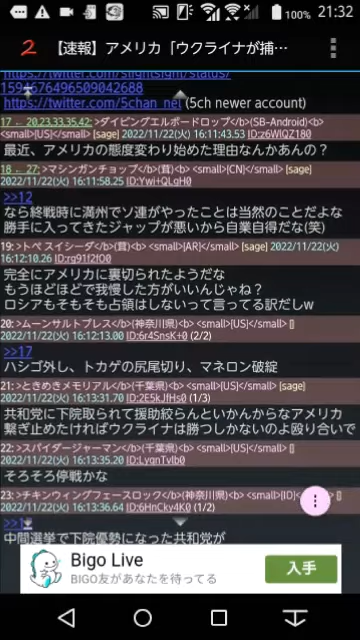 100% 21:32
2 【速報】アメリカ「ウクライナが捕…
https://twitter.com/slightsight/status/
1594676496509042688
https://twitter.com/5chan_nel (5ch newer account)
17 ← 20,23,33,35,42: >ダイビングエルボードロップ</b>(SB-Android)<b>
<small>[US]</small> [sage] 2022/11/22(火) 16:11:43.53 ID:z6WlQZ180
最近、アメリカの態度変わり始めた理由なんかあんの？
18 ← 27: >マシンガンチョップ</b>(茸)<b> <small>[CN]</small> []
2022/11/22(火) 16:11:58.25 ID:Ywi+QLgH0
>>12
なら終戦時に満州でソ連がやったことは当然のことだよな
勝手に入ってきたジャップが悪いから自業自得だな(笑)
19: >トペ スイシーダ</b>(茸)<b> <small>[AR]</small> [sage] 2022/11/22(火)
16:12:10.26 ID:rg91f2fQ0
完全にアメリカに裏切られたようだな
もうほどほどで我慢した方がいいんじゃね？
ロシアもそもそも占領はしないって言ってる訳だしw
20: >ムーンサルトプレス</b>(神奈川県)<b> <small>[US]</small> []
2022/11/22(火) 16:12:13.00 ID:6r4SnsK+0 (2/2)
>>17
ハシゴ外し、トカゲの尻尾切り、マネロン破綻
21: >ときめきメモリアル</b>(千葉県)<b> <small>[US]</small> [sage]
2022/11/22(火) 16:13:31.70 ID:2E5kJfHs0 (1/3)
共和党に下院取られて援助絞らんといかんからなアメリカ
繋ぎ止めたければウクライナは勝つしかないのよ殴り合いで
22: >スパイダージャーマン</b>(千葉県)<b> <small>[US]</small> []
2022/11/22(火) 16:13:35.20 ID:LyqnTvlb0
そろそろ停戦かな
23: >チキンウィングフェースロック</b>(神奈川県)<b> <small>[ID]</small> []
2022/11/22(火) 16:13:36.64 ID:6HnCky4K0 (1/2)
中間選挙で下院優勢になった共和党が
Bigo Live
BIGO友があなたを待ってる
入手